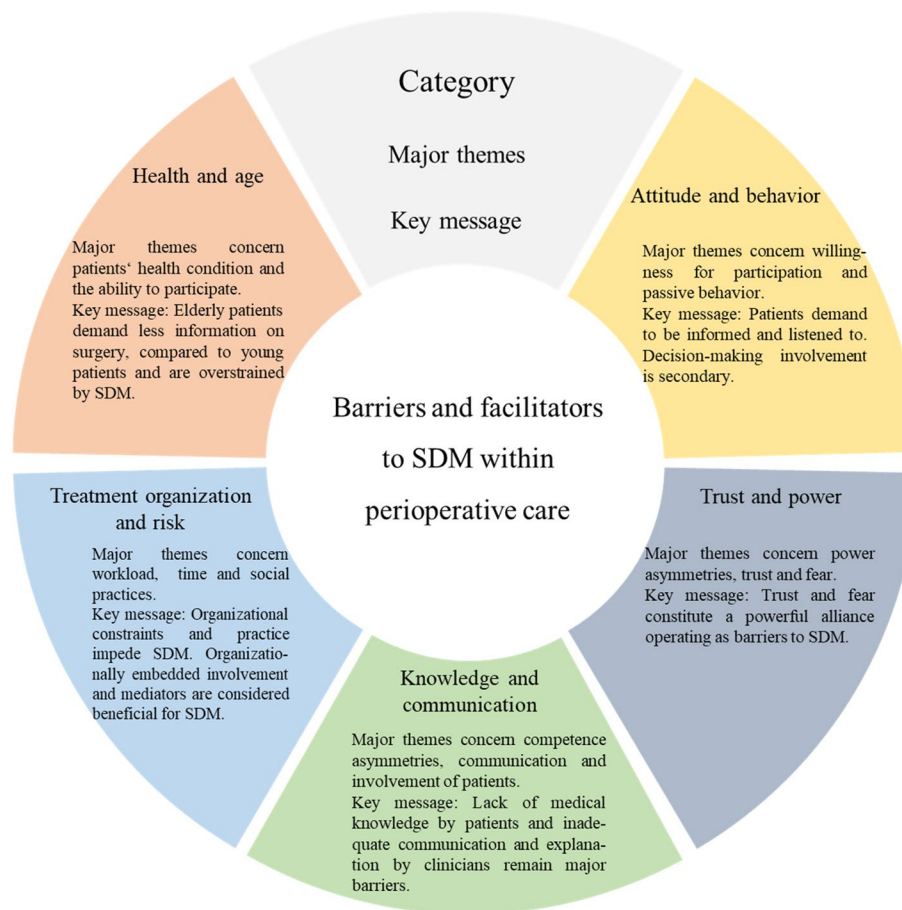 Category
Major themes
Key message
Attitude and behavior
Major themes concern willing-
ness for participation and
passive behavior.
Key message: Patients demand
to be informed and listened to.
Decision-making involvement
is secondary.
Trust and power
Major themes concern power
asymmetries, trust and fear.
Key message: Trust and fear
constitute a powerful alliance
operating as barriers to SDM.
Knowledge and
communication
Major themes concern competence
asymmetries, communication and
involvement of patients.
Key message: Lack of medical
knowledge by patients and inade-
quate communication and explana-
tion by clinicians remain major
barriers.
Treatment organization
and risk
Major themes concern
workload, time and social
practices.
Key message: Organizational
constraints and practice
impede SDM. Organizatio-
nally embedded involvement
and mediators are considered
beneficial for SDM.
Health and age
Major themes concern
patients‘ health condition and
the ability to participate.
Key message: Elderly patients
demand less information on
surgery, compared to young
patients and are overstrained
by SDM.
Barriers and facilitators
to SDM within
perioperative care